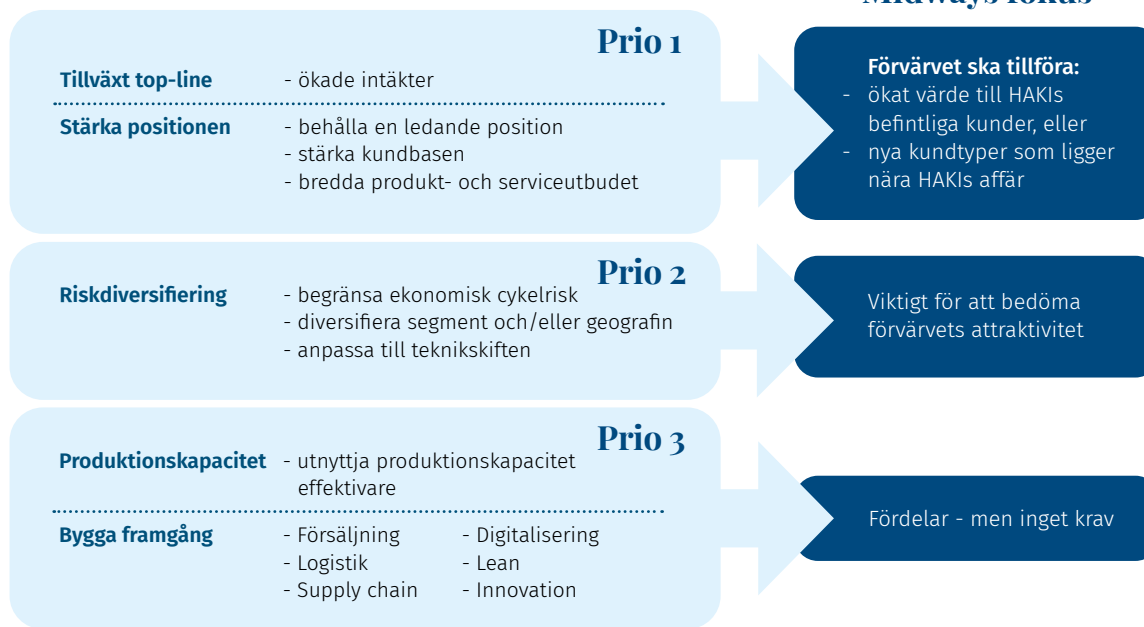 Midways fokus
Prio 1
Tillväxt top-line - ökade intäkter
Stärka positionen - behålla en ledande position
- stärka kundbasen
- bredda produkt- och serviceutbudet
Förvärvet ska tillföra:
- ökat värde till HAKIs
befintliga kunder, eller
- nya kundtyper som ligger
nära HAKIs affär
Prio 2
Riskdiversifiering - begränsa ekonomisk cykelrisk
- diversifiera segment och/eller geografin
- anpassa till teknikskiften
Viktigt för att bedöma
förvärvets attraktivitet
Prio 3
Produktionskapacitet - utnyttja produktionskapacitet
effektivare
Bygga framgång - Försäljning - Digitalisering
- Logistik - Lean
- Supply chain - Innovation
Fördelar - men inget krav